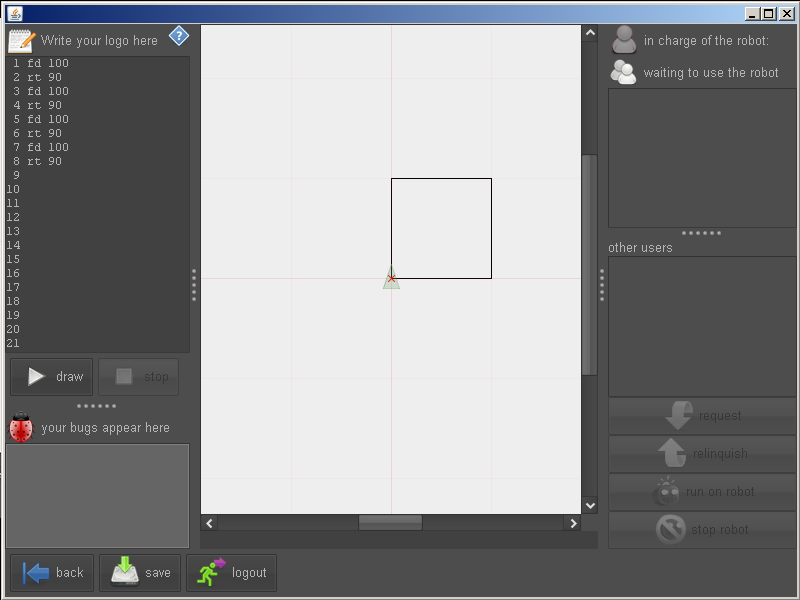 Write your logo here
?
1 fd 100
2 rt 90
3 fd 100
4 rt 90
5 fd 100
6 rt 90
7 fd 100
8 rt 90
9
10
11
12
13
14
15
16
17
18
19
20
21
draw
stop
your bugs appear here
back
save
logout
in charge of the robot:
waiting to use the robot
other users
request
relinquish
run on robot
stop robot